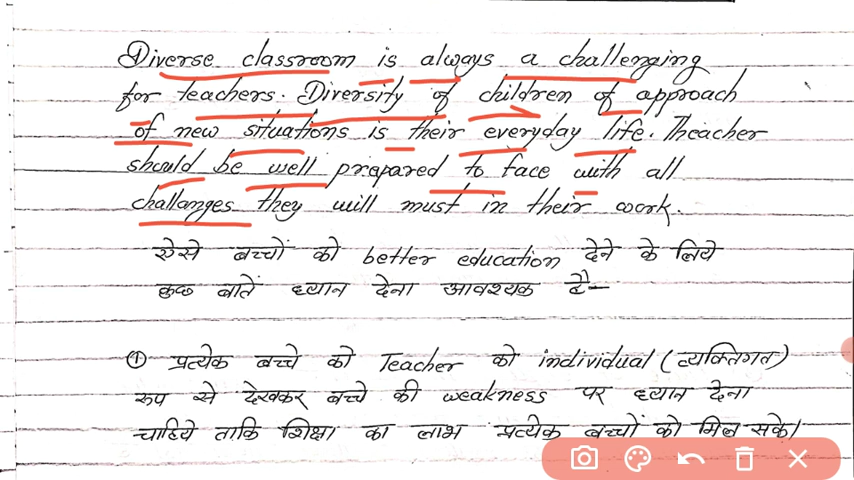 Diverse classroom is always a challenging
for teachers. Diversity of children of approach
of new situations is their everyday life. Theacher
should be well prepared to face with all
challanges they will must in their work.
ऐसे बच्चों को better education देने के लिये
कुछ बातें ध्यान देना आवश्यक है-
① प्रत्येक बच्चे को Teacher को individual (व्यक्तिगत)
रूप से देखकर बच्चे की weakness पर ध्यान देना
चाहिये ताकि शिक्षा का लाभ प्रत्येक बच्चों को मिल सके।